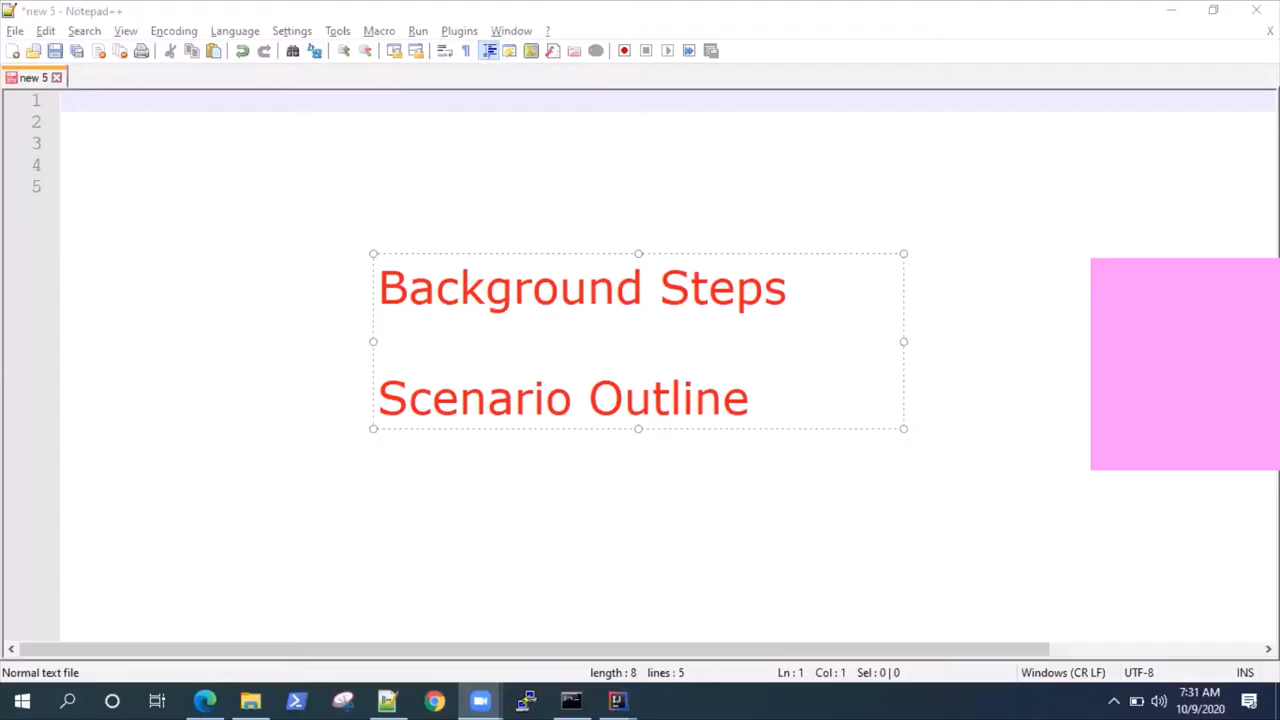 *new 5 - Notepad++
File Edit Search View Encoding Language Settings Tools Macro Run Plugins Window ? X
new 5
1
2
3
4
5
Background Steps
Scenario Outline
Normal text file length : 8 lines : 5 Ln : 1 Col : 1 Sel : 0 | 0 Windows (CR LF) UTF-8 INS
7:31 AM
10/9/2020